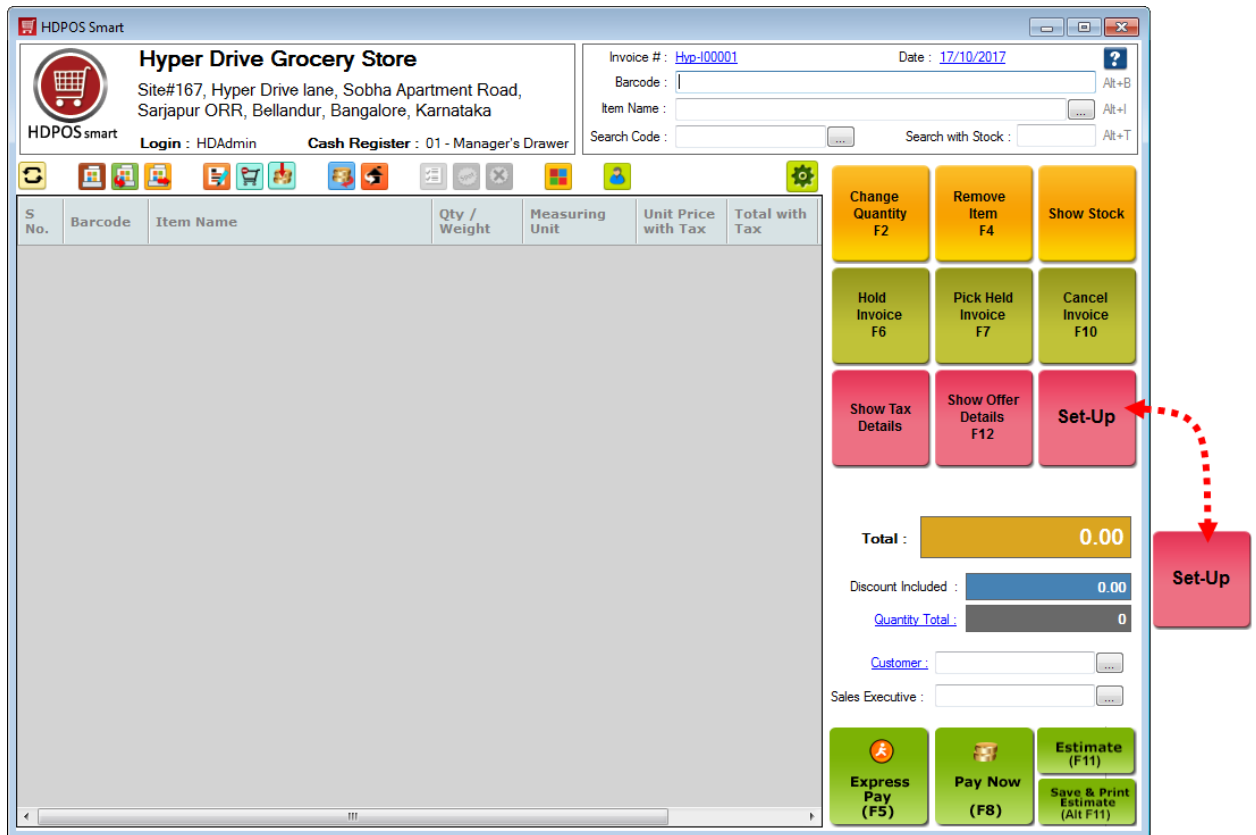 HDPOS Smart
Hyper Drive Grocery Store
Site#167, Hyper Drive lane, Sobha Apartment Road,
Sarjapur ORR, Bellandur, Bangalore, Karnataka
HDPOS smart
Login : HDAdmin Cash Register : 01 - Manager's Drawer
Invoice # : Hyp-I00001 Date : 17/10/2017 ?
Barcode : Alt+B
Item Name : ... Alt+I
Search Code : ... Search with Stock : Alt+T
S
No.
Barcode
Item Name
Qty /
Weight
Measuring
Unit
Unit Price
with Tax
Total with
Tax
Change
Quantity
F2
Remove
Item
F4
Show Stock
Hold
Invoice
F6
Pick Held
Invoice
F7
Cancel
Invoice
F10
Show Tax
Details
Show Offer
Details
F12
Set-Up
Set-Up
Total : 0.00
Discount Included : 0.00
Quantity Total : 0
Customer : ...
Sales Executive : ...
Express
Pay
(F5)
Pay Now
(F8)
Estimate
(F11)
Save & Print
Estimate
(Alt F11)